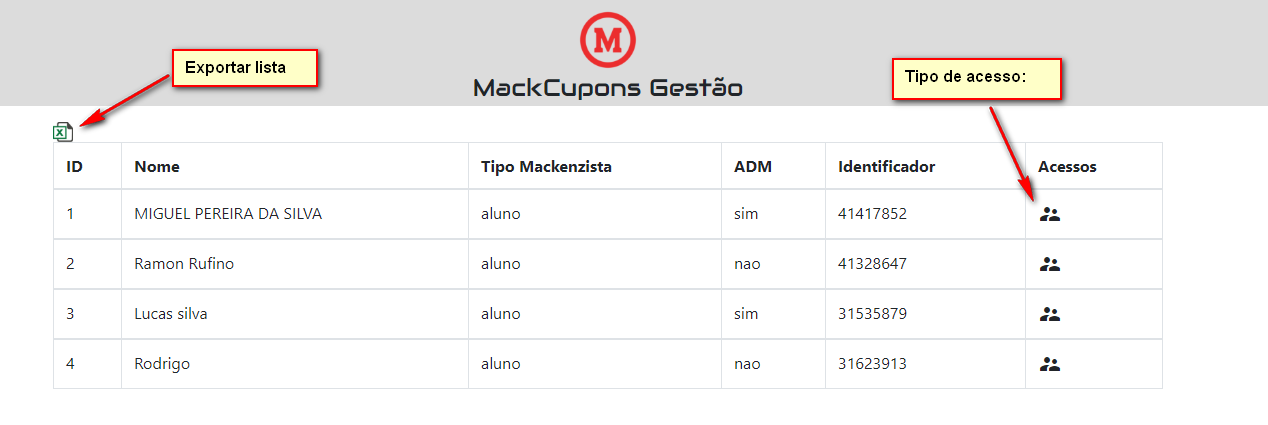 M
MackCupons Gestão
Exportar lista
Tipo de acesso:
ID Nome Tipo Mackenzista ADM Identificador Acessos
1 MIGUEL PEREIRA DA SILVA aluno sim 41417852
2 Ramon Rufino aluno nao 41328647
3 Lucas silva aluno sim 31535879
4 Rodrigo aluno nao 31623913